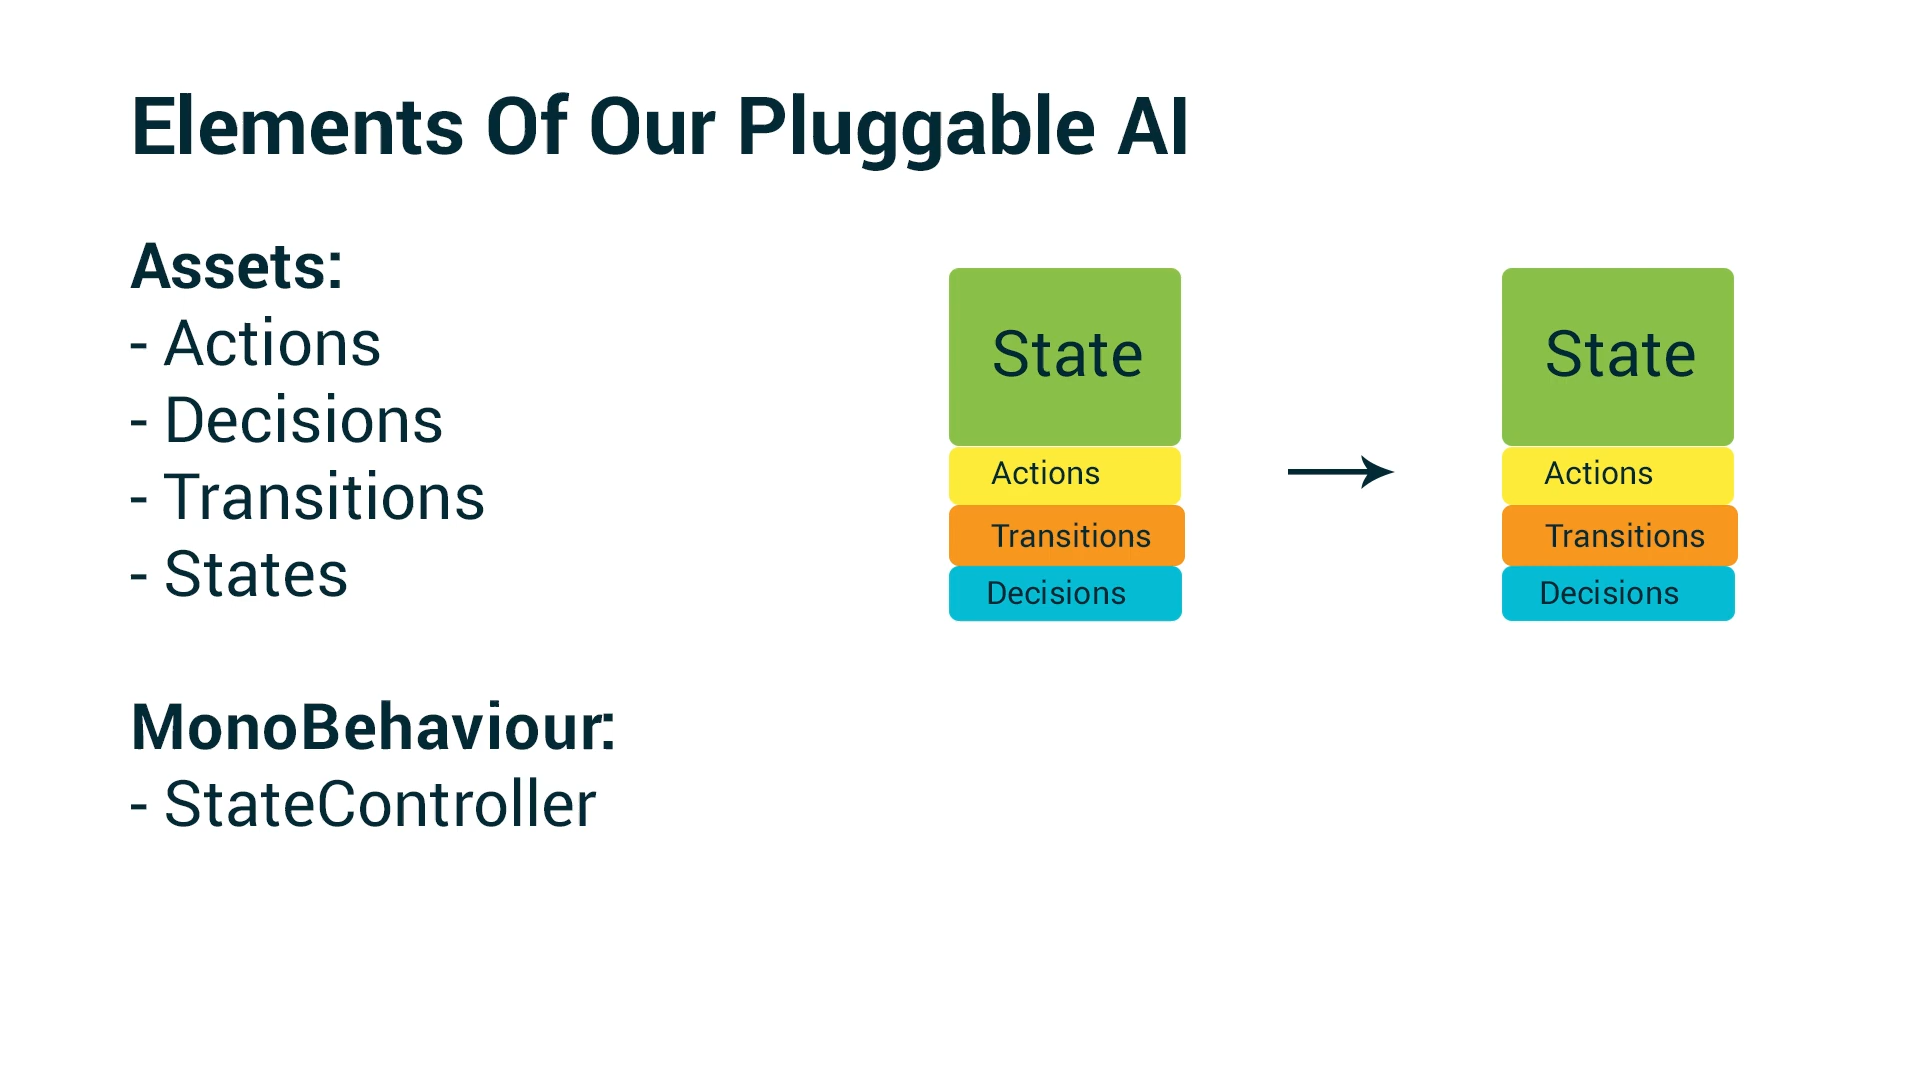 Elements Of Our Pluggable AI
Assets:
- Actions
- Decisions
- Transitions
- States
MonoBehaviour:
- StateController
State
Actions
Transitions
Decisions
State
Actions
Transitions
Decisions